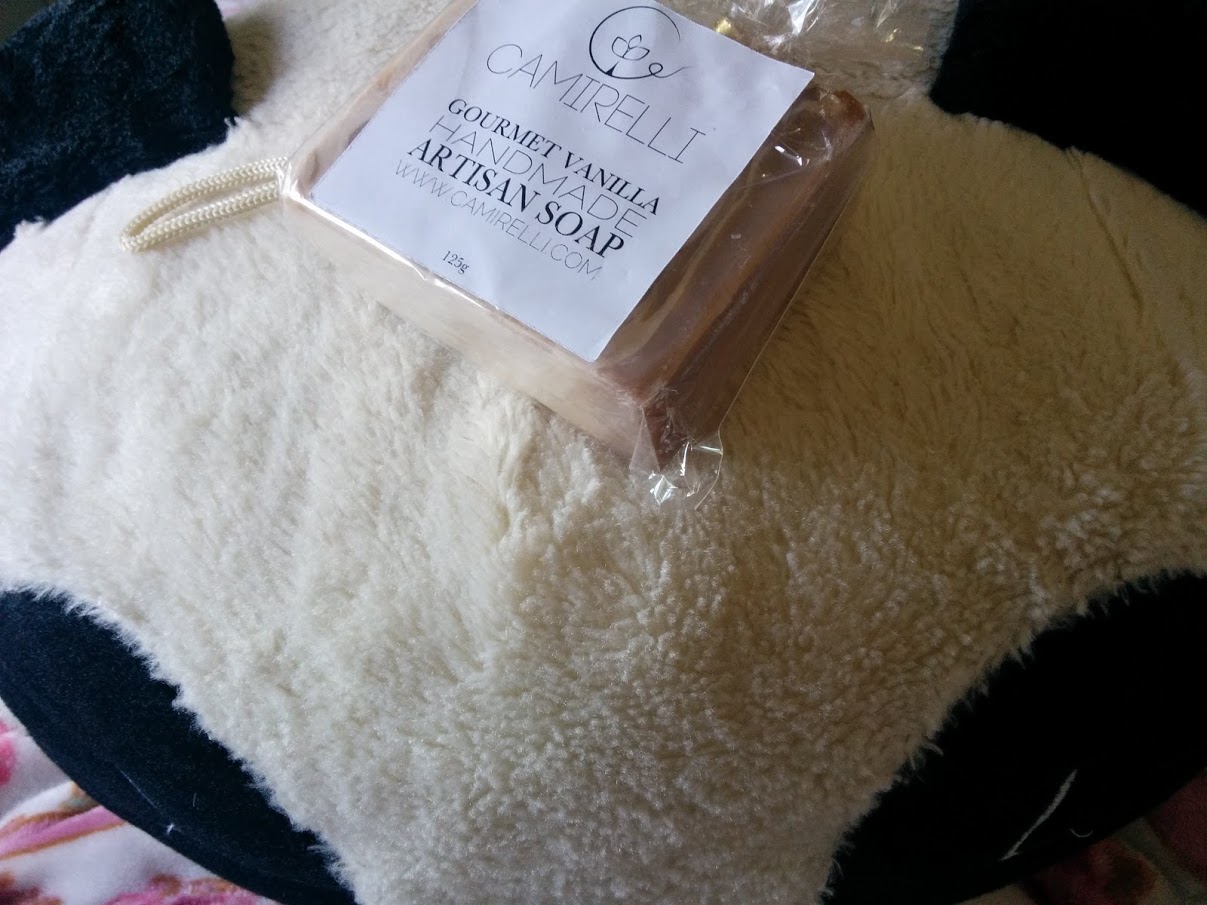 CAMIRELLI
GOURMET VANILLA
HANDMADE
ARTISAN SOAP
WWW.CAMIRELLI.COM
125g